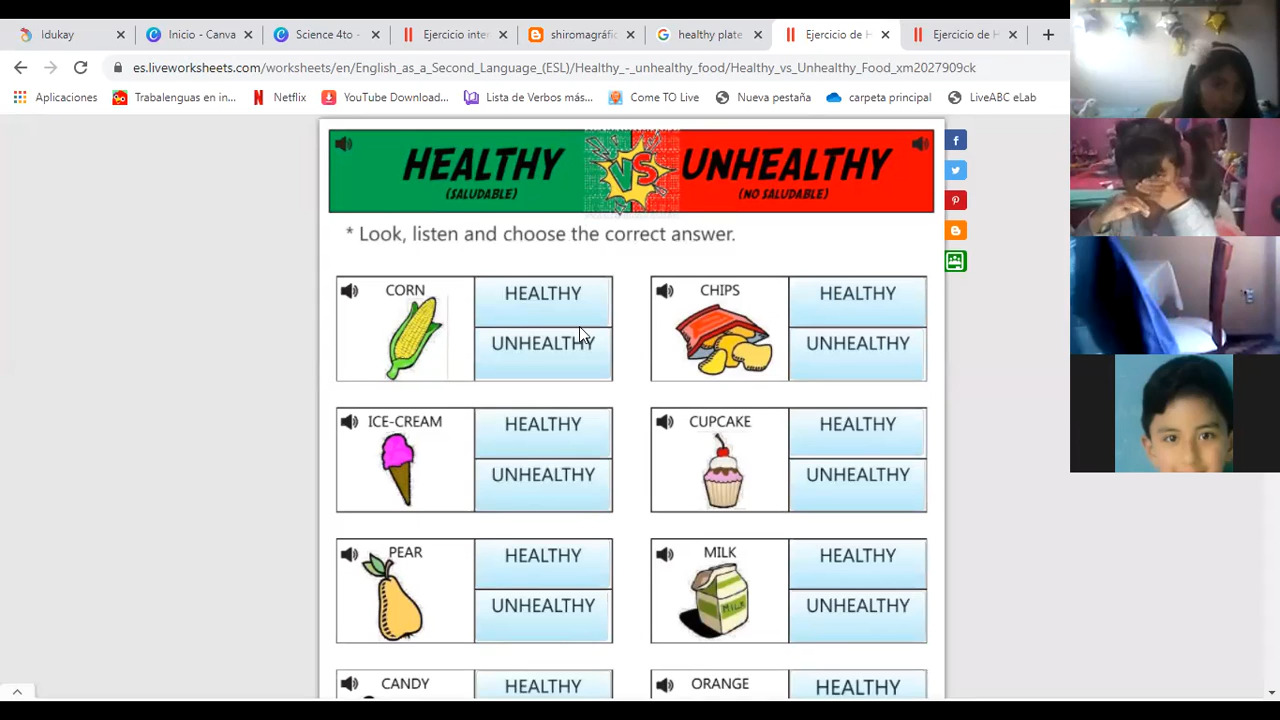 Idukay
Inicio - Canva
Science 4to -
Ejercicio inter
shiromagráfic
healthy plate
Ejercicio de H
Ejercicio de H
es.liveworksheets.com/worksheets/en/English_as_a_Second_Language_(ESL)/Healthy_-_unhealthy_food/Healthy_vs_Unhealthy_Food_xm2027909ck
Aplicaciones
Trabalenguas en in...
Netflix
YouTube Download...
Lista de Verbos más...
Come TO Live
Nueva pestaña
carpeta principal
LiveABC eLab
HEALTHY
(SALUDABLE)
VS
UNHEALTHY
(NO SALUDABLE)
* Look, listen and choose the correct answer.
CORN
HEALTHY
UNHEALTHY
CHIPS
HEALTHY
UNHEALTHY
ICE-CREAM
HEALTHY
UNHEALTHY
CUPCAKE
HEALTHY
UNHEALTHY
PEAR
HEALTHY
UNHEALTHY
MILK
MILK
HEALTHY
UNHEALTHY
CANDY
HEALTHY
ORANGE
HEALTHY